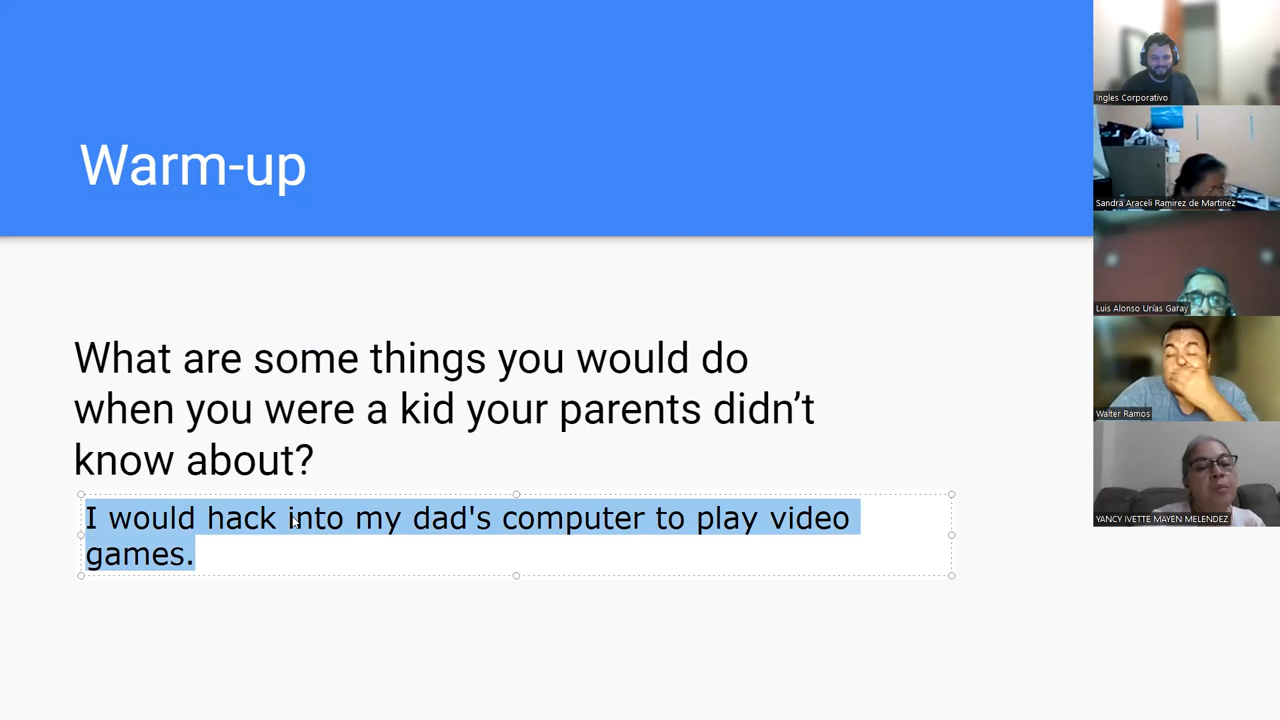 Warm-up
What are some things you would do
when you were a kid your parents didn't
know about?
I would hack into my dad's computer to play video
games.
Ingles Corporativo
Sandra Araceli Ramirez de Martinez
Luis Alonso Urías Garay
Walter Ramos
YANCY IVETTE MAYEN MELENDEZ